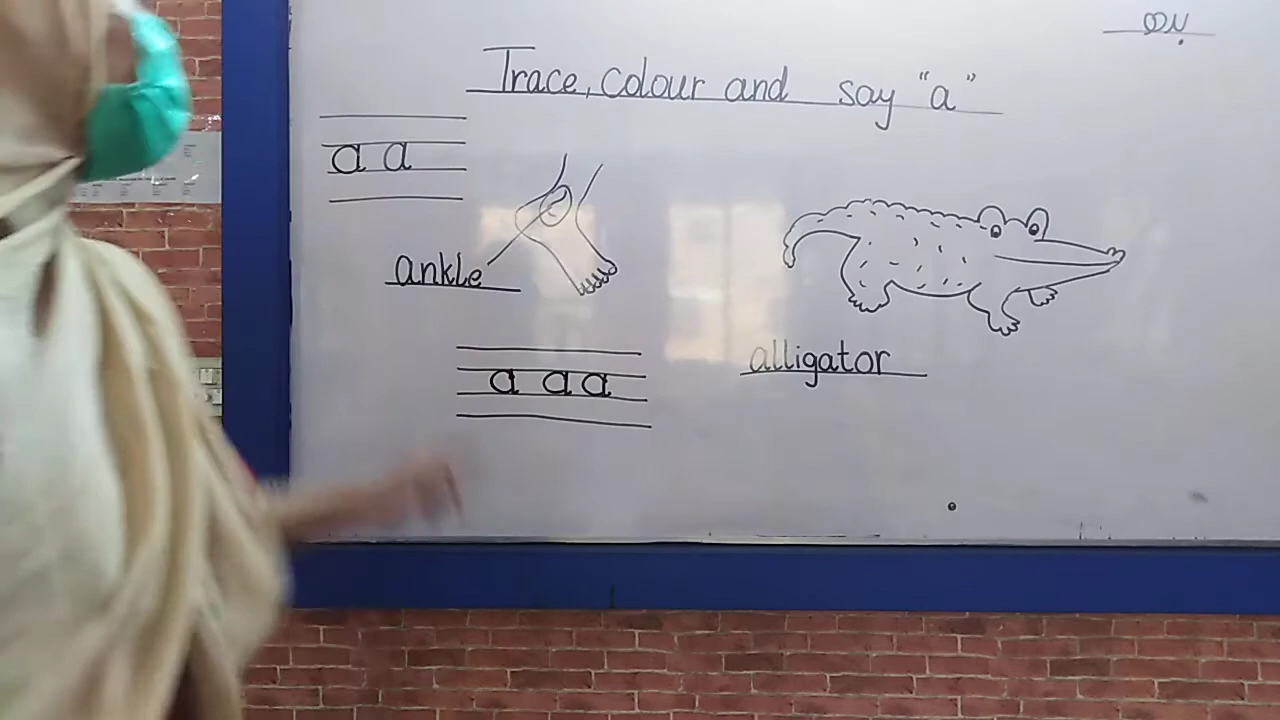 Trace, Colour and say "a"
a a
ankle
alligator
a a a